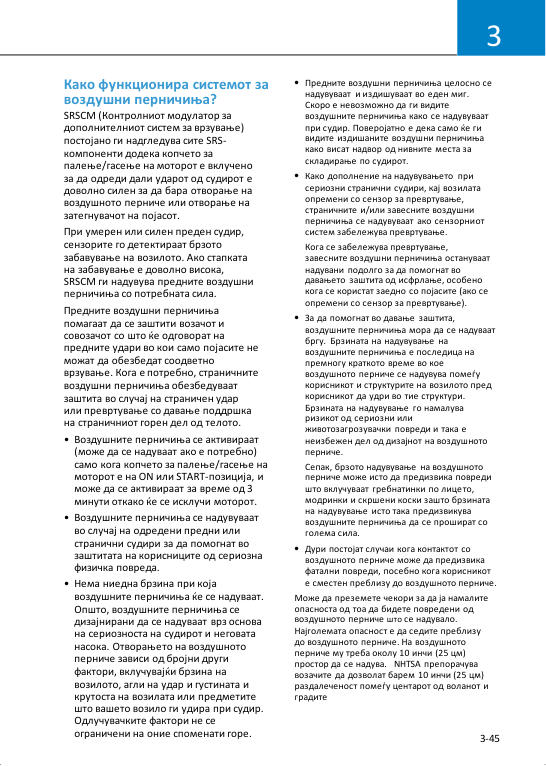 3
Како функционира системот за
воздушни перничиња?
SRSCM (Контролниот модулатор за
дополнителниот систем за врзување)
постојано ги надгледува сите SRS-
компоненти додека копчето за
палење/гасење на моторот е вклучено
за да одреди дали ударот од судирот е
доволно силен за да бара отворање на
воздушното перниче или отворање на
затегнувачот на појасот.
При умерен или силен преден судир,
сензорите го детектираат брзото
забавување на возилото. Ако стапката
на забавување е доволно висока,
SRSCM ги надувува предните воздушни
перничиња со потребната сила.
Предните воздушни перничиња
помагаат да се заштити возачот и
совозачот со што ќе одговорат на
предните удари во кои само појасите не
можат да обезбедат соодветно
врзување. Кога е потребно, страничните
воздушни перничиња обезбедуваат
заштита во случај на страничен удар
или превртување со давање поддршка
на страничниот горен дел од телото.
• Воздушните перничиња се активираат
(може да се надуваат ако е потребно)
само кога копчето за палење/гасење на
моторот е на ON или START-позиција, и
може да се активираат за време од 3
минути откако ќе се исклучи моторот.
• Воздушните перничиња се надувуваат
во случај на одредени предни или
странични судири за да помогнат во
заштитата на корисниците од сериозна
физичка повреда.
• Нема ниедна брзина при која
воздушните перничиња ќе се надуваат.
Општо, воздушните перничиња се
дизајнирани да се надуваат врз основа
на сериозноста на судирот и неговата
насока. Отворањето на воздушното
перниче зависи од бројни други
фактори, вклучувајќи брзина на
возилото, агли на удар и густината и
крутоста на возилата или предметите
што вашето возило ги удира при судир.
Одлучувачките фактори не се
ограничени на оние споменати горе.
• Предните воздушни перничиња целосно се
надувуваат и издишуваат во еден миг.
Скоро е невозможно да ги видите
воздушните перничиња како се надувуваат
при судир. Поверојатно е дека само ќе ги
видите издишаните воздушни перничиња
како висат надвор од нивните места за
складирање по судирот.
• Како дополнение на надувувањето при
сериозни странични судири, кај возилата
опремени со сензор за превртување,
страничните и/или завесните воздушни
перничиња се надувуваат ако сензорниот
систем забележува превртување.
Кога се забележува превртување,
завесните воздушни перничиња остануваат
надувани подолго за да помогнат во
давањето заштита од исфрлање, особено
кога се користат заедно со појасите (ако се
опремени со сензор за превртување).
• За да помогнат во давање заштита,
воздушните перничиња мора да се надуваат
бргу. Брзината на надувување на
воздушните перничиња е последица на
премногу краткото време во кое
воздушното перниче се надувува помеѓу
корисникот и структурите на возилото пред
корисникот да удри во тие структури.
Брзината на надувување го намалува
ризикот од сериозни или
животозагрозувачки повреди и така е
неизбежен дел од дизајнот на воздушното
перниче.
Сепак, брзото надувување на воздушното
перниче може исто да предизвика повреди
што вклучуваат гребнатинки по лицето,
модринки и скршени коски зашто брзината
на надувување исто така предизвикува
воздушните перничиња да се прошират со
голема сила.
• Дури постојат случаи кога контактот со
воздушното перниче може да предизвика
фатални повреди, посебно кога корисникот
е сместен преблизу до воздушното перниче.
Може да преземете чекори за да ја намалите
опасноста од тоа да бидете повредени од
воздушното перниче што се надувало.
Најголемата опасност е да седите преблизу
до воздушното перниче. На воздушното
перниче му треба околу 10 инчи (25 цм)
простор да се надува. NHTSA препорачува
возачите да дозволат барем 10 инчи (25 цм)
раздалеченост помеѓу центарот од воланот и
градите
3-45